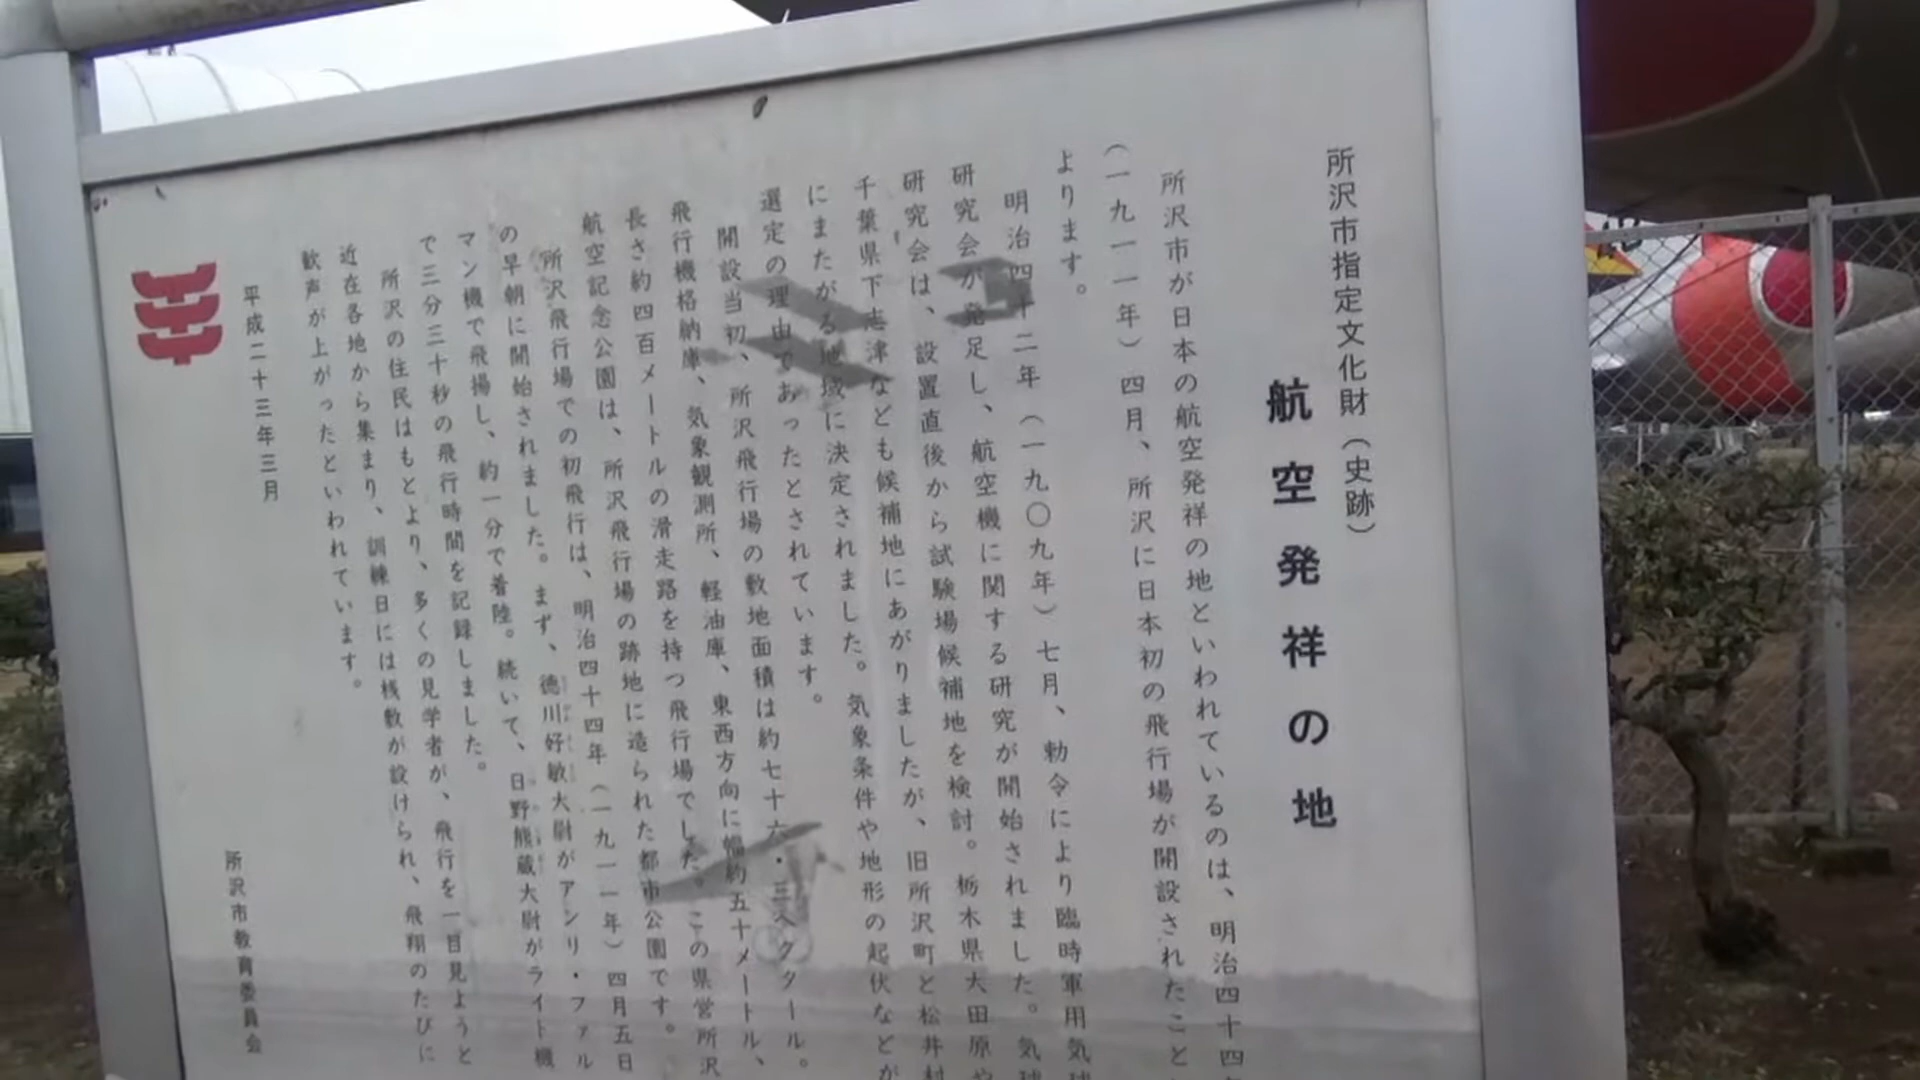 所沢市指定文化財（史跡）
航空発祥の地
所沢市が日本の航空発祥の地といわれているのは、明治四十四
（一九一一年）四月、所沢に日本初の飛行場が開設されたこと
よります。
明治四十二年（一九〇九年）七月、勅令により臨時軍用気球
研究会が発足し、航空機に関する研究が開始されました。気球
研究会は、設置直後から試験場候補地を検討。栃木県大田原や
千葉県下志津なども候補地にあがりましたが、旧所沢町と松井村
にまたがる地域に決定されました。気象条件や地形の起伏などが
選定の理由であったとされています。
開設当初、所沢飛行場の敷地面積は約七十六・三ヘクタール。
飛行機格納庫、気象観測所、軽油庫、東西方向に幅約五十メートル、
長さ約四百メートルの滑走路を持つ飛行場でした。この県営所沢
航空記念公園は、所沢飛行場の跡地に造られた都市公園です。
所沢飛行場での初飛行は、明治四十四年（一九一一年）四月五日
の早朝に開始されました。まず、徳川好敏大尉がアンリ・ファル
マン機で飛揚し、約一分で着陸。続いて、日野熊蔵大尉がライト機
で三分三十秒の飛行時間を記録しました。
所沢の住民はもとより、多くの見学者が、飛行を一目見ようと
近在各地から集まり、訓練日には桟敷が設けられ、飛翔のたびに
歓声が上がったといわれています。
平成二十三年三月
所沢市教育委員会